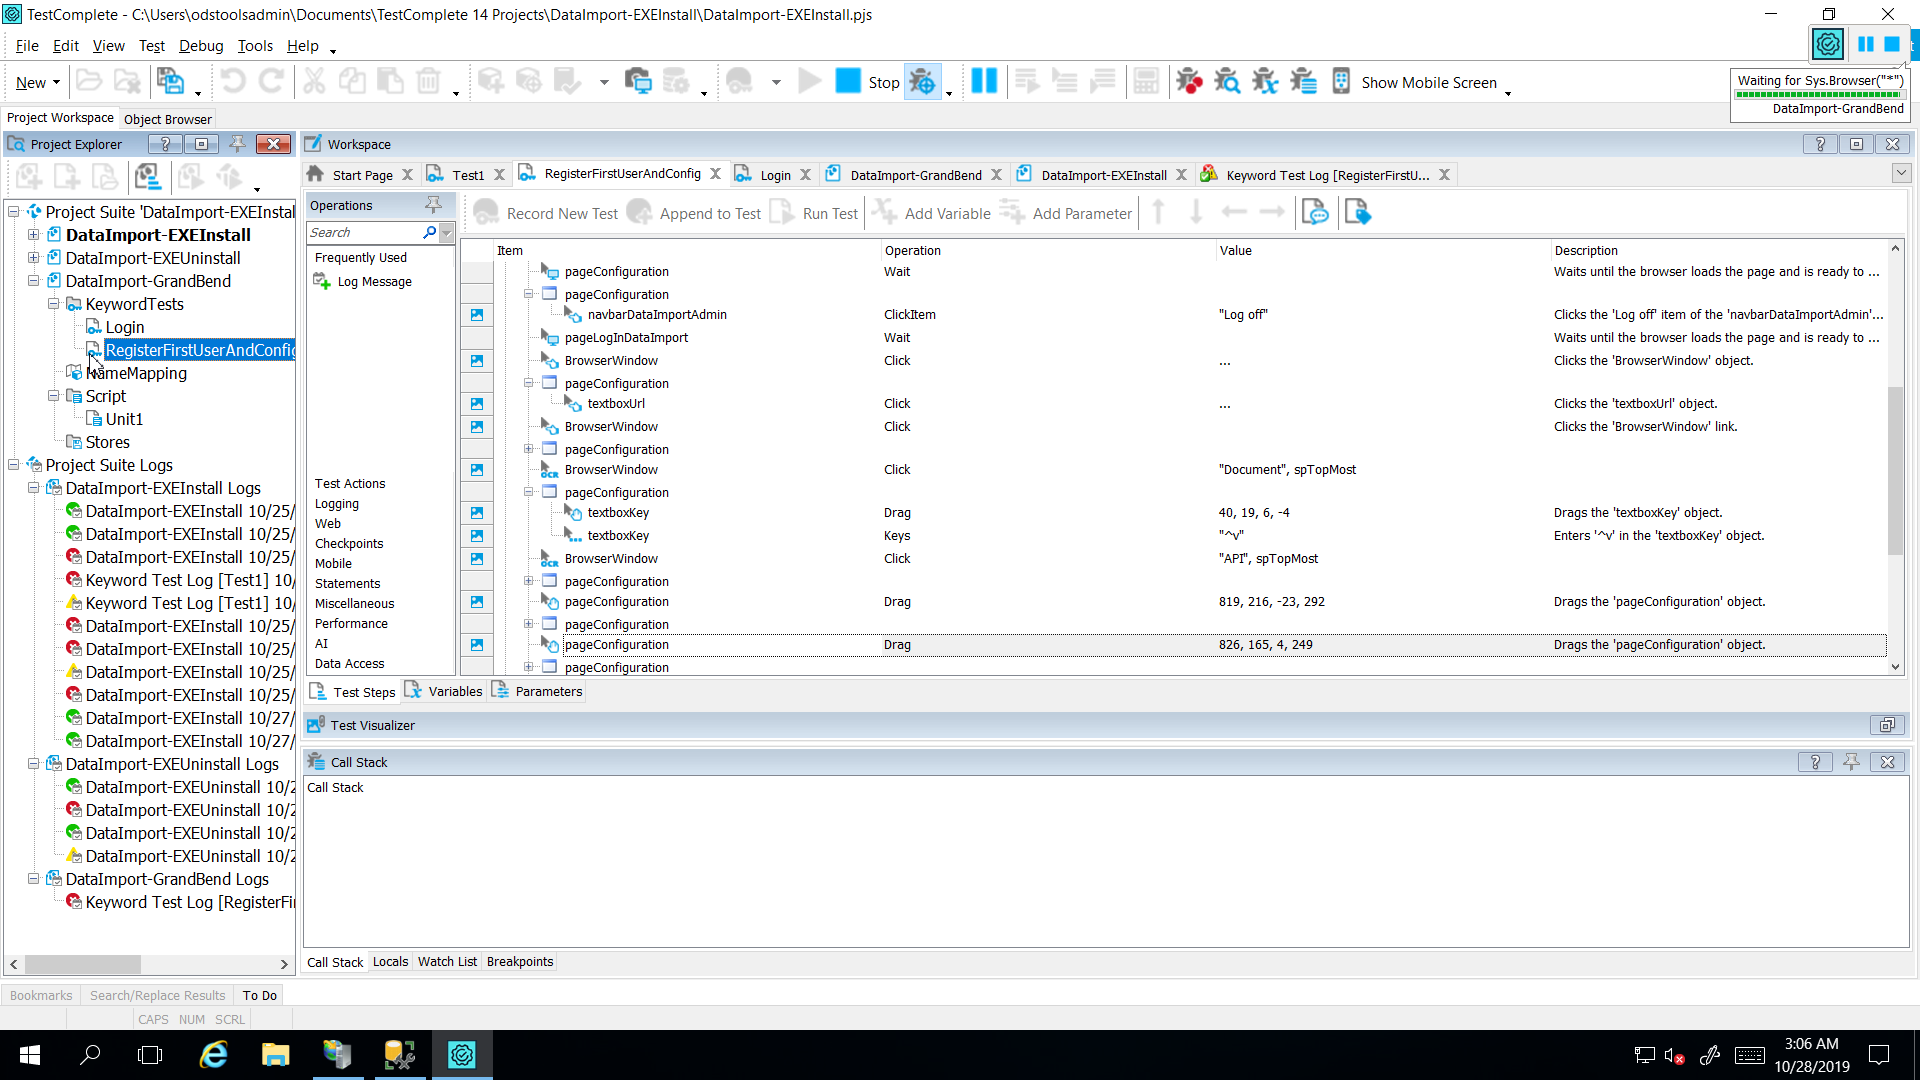 TestComplete - C:\Users\odstoolsadmin\Documents\TestComplete 14 Projects\DataImport-EXEInstall\DataImport-EXEInstall.pjs
File Edit View Test Debug Tools Help
New Stop Show Mobile Screen
Waiting for Sys.Browser("*")
DataImport-GrandBend
Project Workspace Object Browser
Project Explorer
Workspace
Start Page Test1 RegisterFirstUserAndConfig Login DataImport-GrandBend DataImport-EXEInstall Keyword Test Log [RegisterFirstU...
Project Suite 'DataImport-EXEInstal
DataImport-EXEInstall
DataImport-EXEUninstall
DataImport-GrandBend
KeywordTests
Login
RegisterFirstUserAndConfig
NameMapping
Script
Unit1
Stores
Project Suite Logs
DataImport-EXEInstall Logs
DataImport-EXEInstall 10/25/
DataImport-EXEInstall 10/25/
DataImport-EXEInstall 10/25/
Keyword Test Log [Test1] 10/
Keyword Test Log [Test1] 10/
DataImport-EXEInstall 10/25/
DataImport-EXEInstall 10/25/
DataImport-EXEInstall 10/25/
DataImport-EXEInstall 10/25/
DataImport-EXEInstall 10/27/
DataImport-EXEInstall 10/27/
DataImport-EXEUninstall Logs
DataImport-EXEUninstall 10/2
DataImport-EXEUninstall 10/2
DataImport-EXEUninstall 10/2
DataImport-EXEUninstall 10/2
DataImport-GrandBend Logs
Keyword Test Log [RegisterFi
Operations
Search
Frequently Used
Log Message
Test Actions
Logging
Web
Checkpoints
Mobile
Statements
Miscellaneous
Performance
AI
Data Access
Record New Test Append to Test Run Test Add Variable Add Parameter
Item Operation Value Description
pageConfiguration Wait Waits until the browser loads the page and is ready to ...
pageConfiguration
navbarDataImportAdmin ClickItem "Log off" Clicks the 'Log off' item of the 'navbarDataImportAdmin'...
pageLogInDataImport Wait Waits until the browser loads the page and is ready to ...
BrowserWindow Click ... Clicks the 'BrowserWindow' object.
pageConfiguration
textboxUrl Click ... Clicks the 'textboxUrl' object.
BrowserWindow Click Clicks the 'BrowserWindow' link.
pageConfiguration
OCR BrowserWindow Click "Document", spTopMost
pageConfiguration
textboxKey Drag 40, 19, 6, -4 Drags the 'textboxKey' object.
textboxKey Keys "^v" Enters '^v' in the 'textboxKey' object.
OCR BrowserWindow Click "API", spTopMost
pageConfiguration
pageConfiguration Drag 819, 216, -23, 292 Drags the 'pageConfiguration' object.
pageConfiguration
pageConfiguration Drag 826, 165, 4, 249 Drags the 'pageConfiguration' object.
pageConfiguration
Test Steps Variables Parameters
Test Visualizer
Call Stack
Call Stack
Call Stack Locals Watch List Breakpoints
Bookmarks Search/Replace Results To Do
CAPS NUM SCRL
3:06 AM
10/28/2019